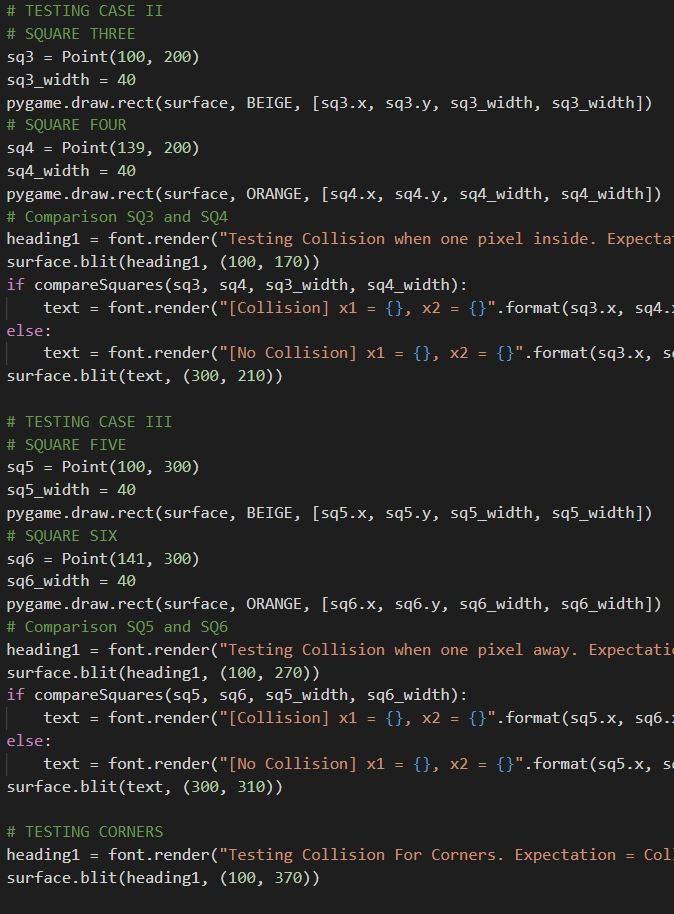 # TESTING CASE II
# SQUARE THREE
sq3 = Point(100, 200)
sq3_width = 40
pygame.draw.rect(surface, BEIGE, [sq3.x, sq3.y, sq3_width, sq3_width])
# SQUARE FOUR
sq4 = Point(139, 200)
sq4_width = 40
pygame.draw.rect(surface, ORANGE, [sq4.x, sq4.y, sq4_width, sq4_width])
# Comparison SQ3 and SQ4
heading1 = font.render("Testing Collision when one pixel inside. Expecta
surface.blit(heading1, (100, 170))
if compareSquares(sq3, sq4, sq3_width, sq4_width):
    text = font.render("[Collision] x1 = {}, x2 = {}".format(sq3.x, sq4.
else:
    text = font.render("[No Collision] x1 = {}, x2 = {}".format(sq3.x, s
surface.blit(text, (300, 210))

# TESTING CASE III
# SQUARE FIVE
sq5 = Point(100, 300)
sq5_width = 40
pygame.draw.rect(surface, BEIGE, [sq5.x, sq5.y, sq5_width, sq5_width])
# SQUARE SIX
sq6 = Point(141, 300)
sq6_width = 40
pygame.draw.rect(surface, ORANGE, [sq6.x, sq6.y, sq6_width, sq6_width])
# Comparison SQ5 and SQ6
heading1 = font.render("Testing Collision when one pixel away. Expectati
surface.blit(heading1, (100, 270))
if compareSquares(sq5, sq6, sq5_width, sq6_width):
    text = font.render("[Collision] x1 = {}, x2 = {}".format(sq5.x, sq6.
else:
    text = font.render("[No Collision] x1 = {}, x2 = {}".format(sq5.x, s
surface.blit(text, (300, 310))

# TESTING CORNERS
heading1 = font.render("Testing Collision For Corners. Expectation = Col
surface.blit(heading1, (100, 370))